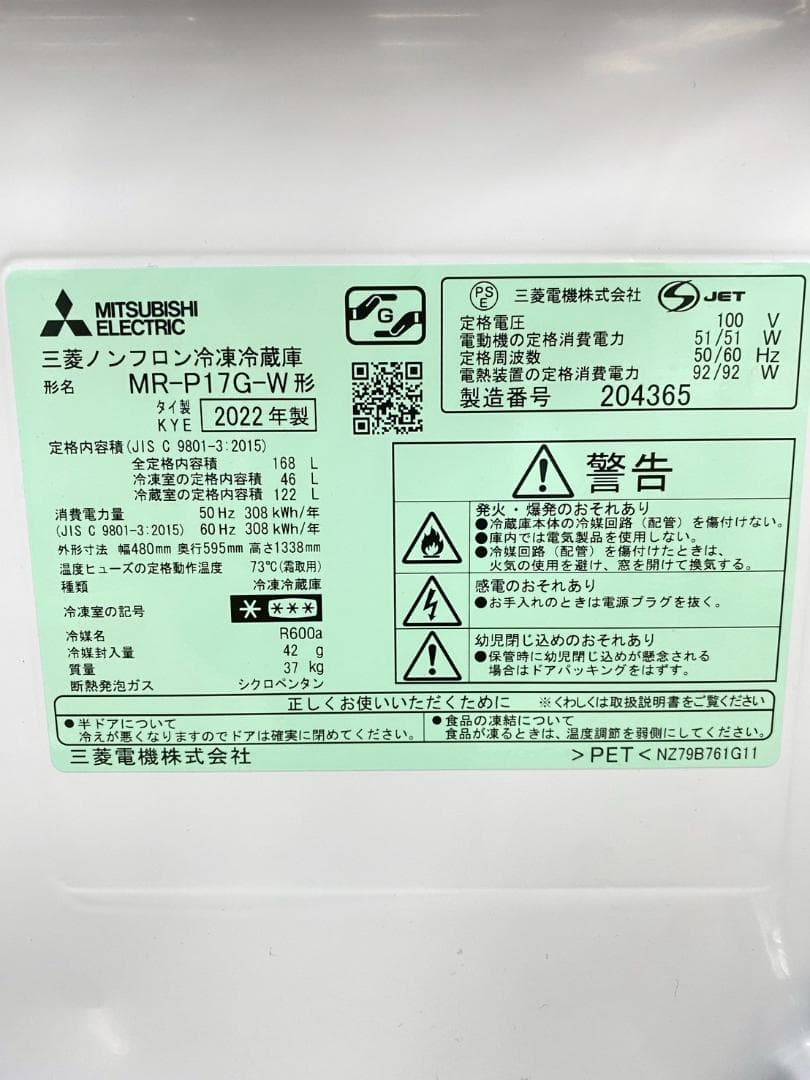 MITSUBISHI
ELECTRIC
G
三菱ノンフロン冷凍冷蔵庫
形名 MR-P17G-W形
タイ製
KYE 2022年製
定格内容積(JIS C 9801-3:2015)
全定格内容積 168 L
冷凍室の定格内容積 46 L
冷蔵室の定格内容積 122 L
消費電力量 50Hz 308kWh/年
(JIS C 9801-3:2015) 60Hz 308kWh/年
外形寸法 幅480mm 奥行595mm 高さ1338mm
温度ヒューズの定格動作温度 73℃(霜取用)
種類 冷凍冷蔵庫
冷凍室の記号
冷媒名 R600a
冷媒封入量 42 g
質量 37 kg
断熱発泡ガス シクロペンタン
PS
E 三菱電機株式会社 S JET
定格電圧 100 V
電動機の定格消費電力 51/51 W
定格周波数 50/60 Hz
電熱装置の定格消費電力 92/92 W
製造番号 204365
警告
発火・爆発のおそれあり
●冷蔵庫本体の冷媒回路(配管)を傷付けない。
●庫内では電気製品を使用しない。
●冷媒回路(配管)を傷付けたときは、
火気の使用を避け、窓を開けて換気する。
感電のおそれあり
●お手入れのときは電源プラグを抜く。
幼児閉じ込めのおそれあり
●保管時に幼児閉じ込めが懸念される
場合はドアパッキングをはずす。
正しくお使いいただくために ※くわしくは取扱説明書をご覧ください
●半ドアについて
冷えが悪くなりますのでドアは確実に閉めてください。
●食品の凍結について
食品が凍るときは、温度調節を弱側にしてください。
三菱電機株式会社 >PET< NZ79B761G11